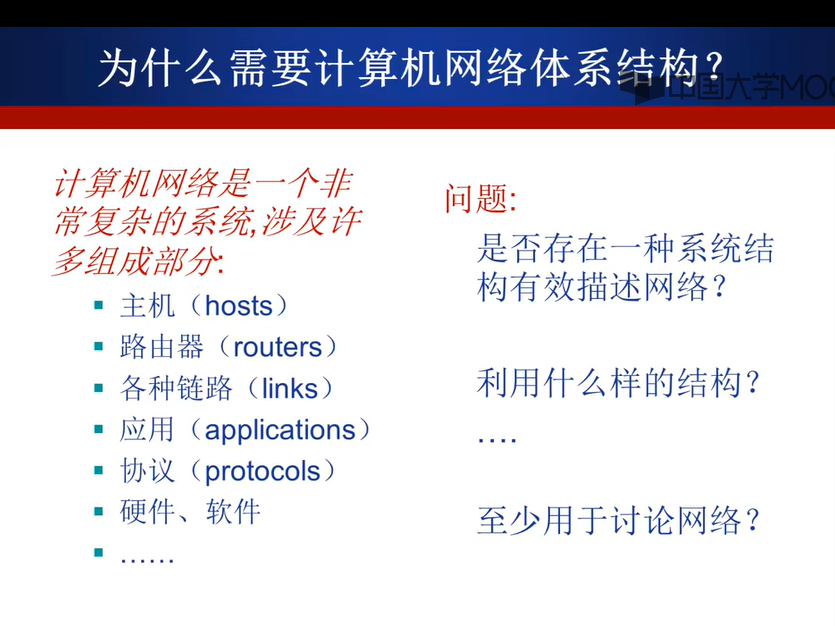 为什么需要计算机网络体系结构？
中国大学MOO
计算机网络是一个非
常复杂的系统,涉及许
多组成部分:
▪ 主机（hosts）
▪ 路由器（routers）
▪ 各种链路（links）
▪ 应用（applications）
▪ 协议（protocols）
▪ 硬件、软件
▪ ……
问题:
是否存在一种系统结
构有效描述网络？
利用什么样的结构？
….
至少用于讨论网络？